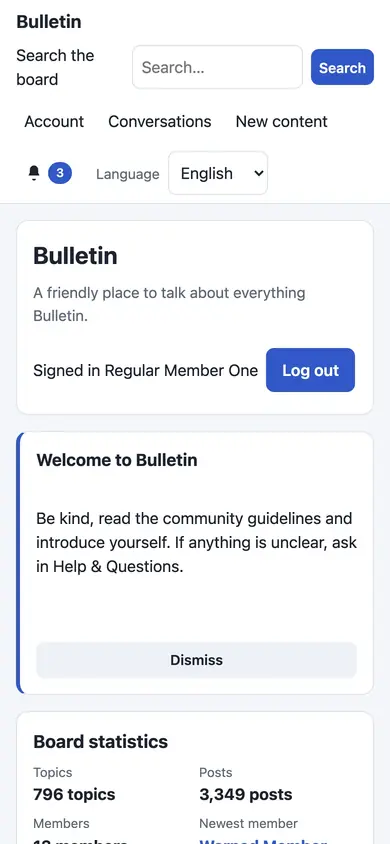 Bulletin
Search the
board
Search...
Search
Account
Conversations
New content
3
Language
English
Bulletin
A friendly place to talk about everything
Bulletin.
Signed in Regular Member One
Log out
Welcome to Bulletin
Be kind, read the community guidelines and
introduce yourself. If anything is unclear, ask
in Help & Questions.
Dismiss
Board statistics
Topics
Posts
796 topics
3,349 posts
Members
Newest member